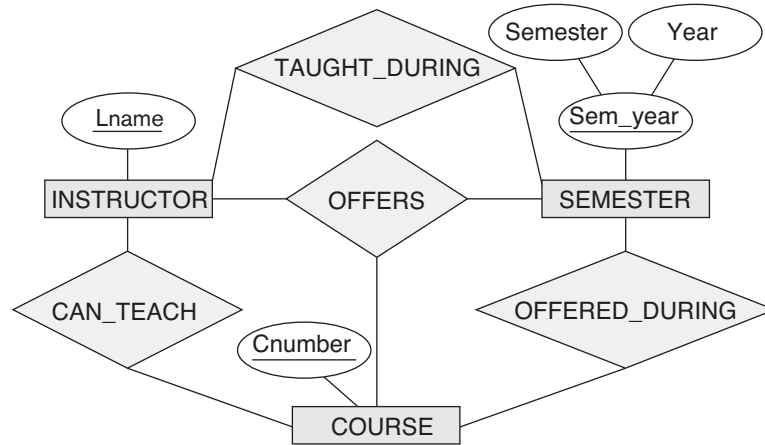 Semester
Year
TAUGHT_DURING
Lname
Sem_year
INSTRUCTOR
OFFERS
SEMESTER
CAN_TEACH
OFFERED_DURING
Cnumber
COURSE